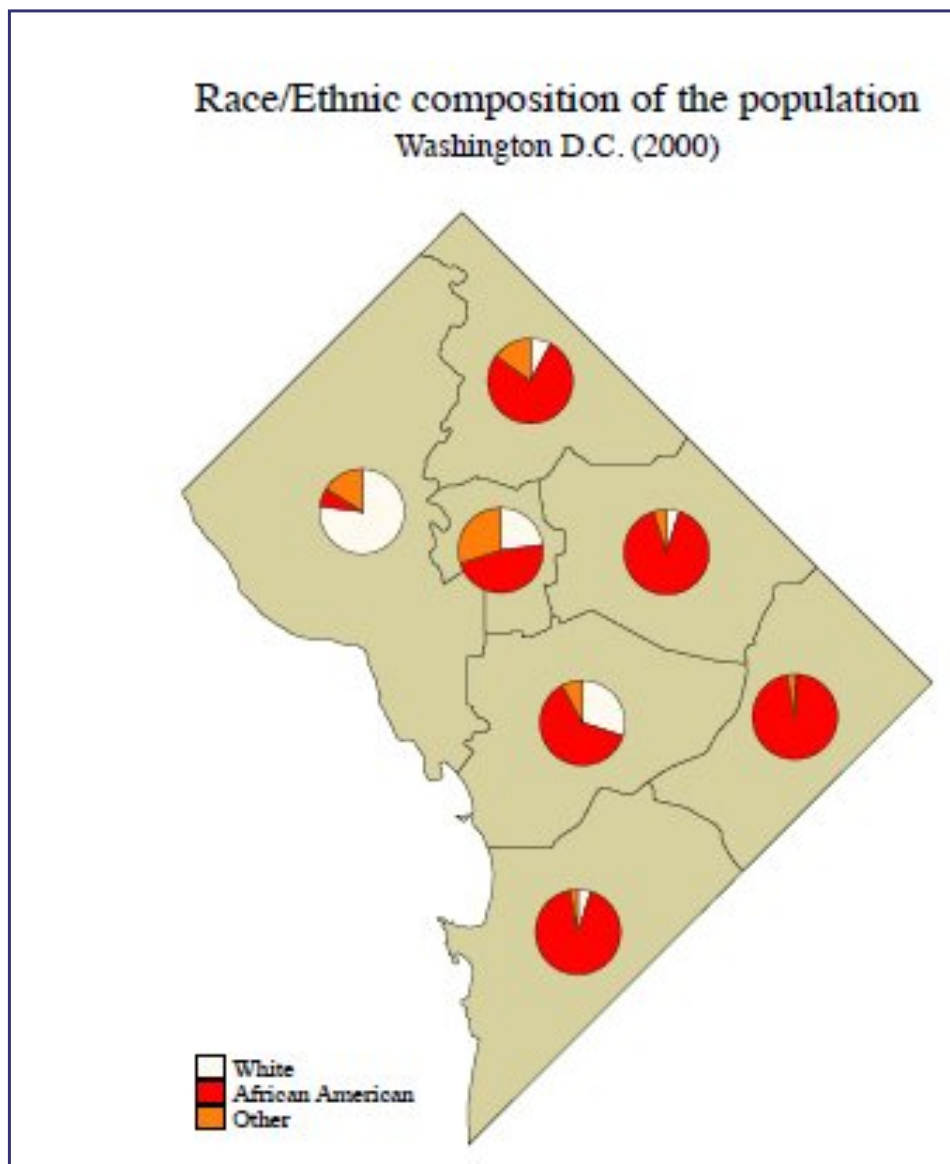 Race/Ethnic composition of the population
Washington D.C. (2000)
White
African American
Other